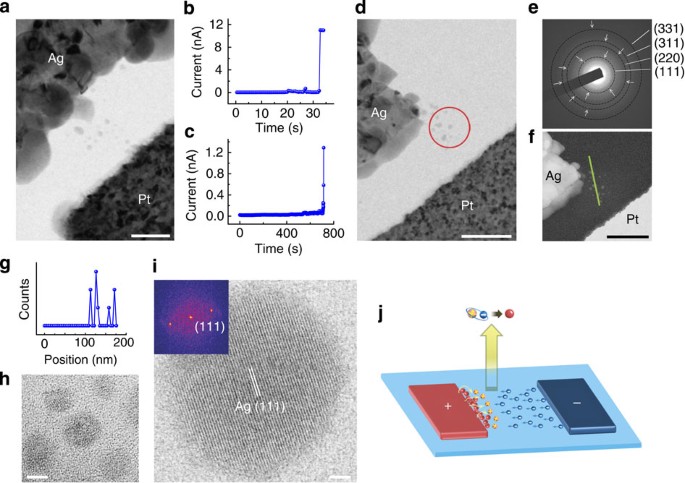 a
Ag
Pt
b
Current (nA)
12
8
4
0
0 10 20 30
Time (s)
c
Current (nA)
1.2
0.8
0.4
0.0
0 400 800
Time (s)
d
Ag
Pt
e
(331)
(311)
(220)
(111)
f
Ag
Pt
g
Counts
0 100 200
Position (nm)
h
i
(111)
Ag (111)
j
+
−